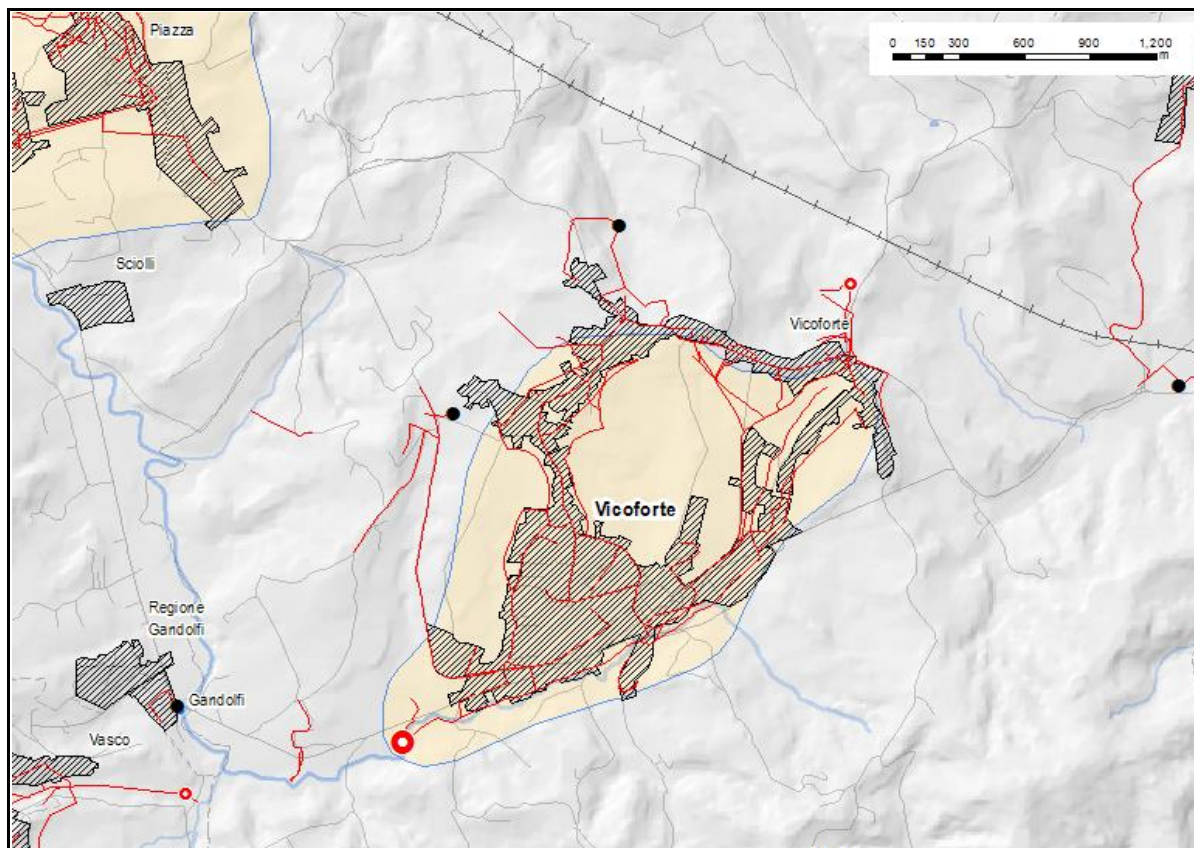 Piazza
0 150 300 600 900 1,200
m
Sciolli
Vicoforte
Vicoforte
Regione
Gandolfi
Gandolfi
Vasco